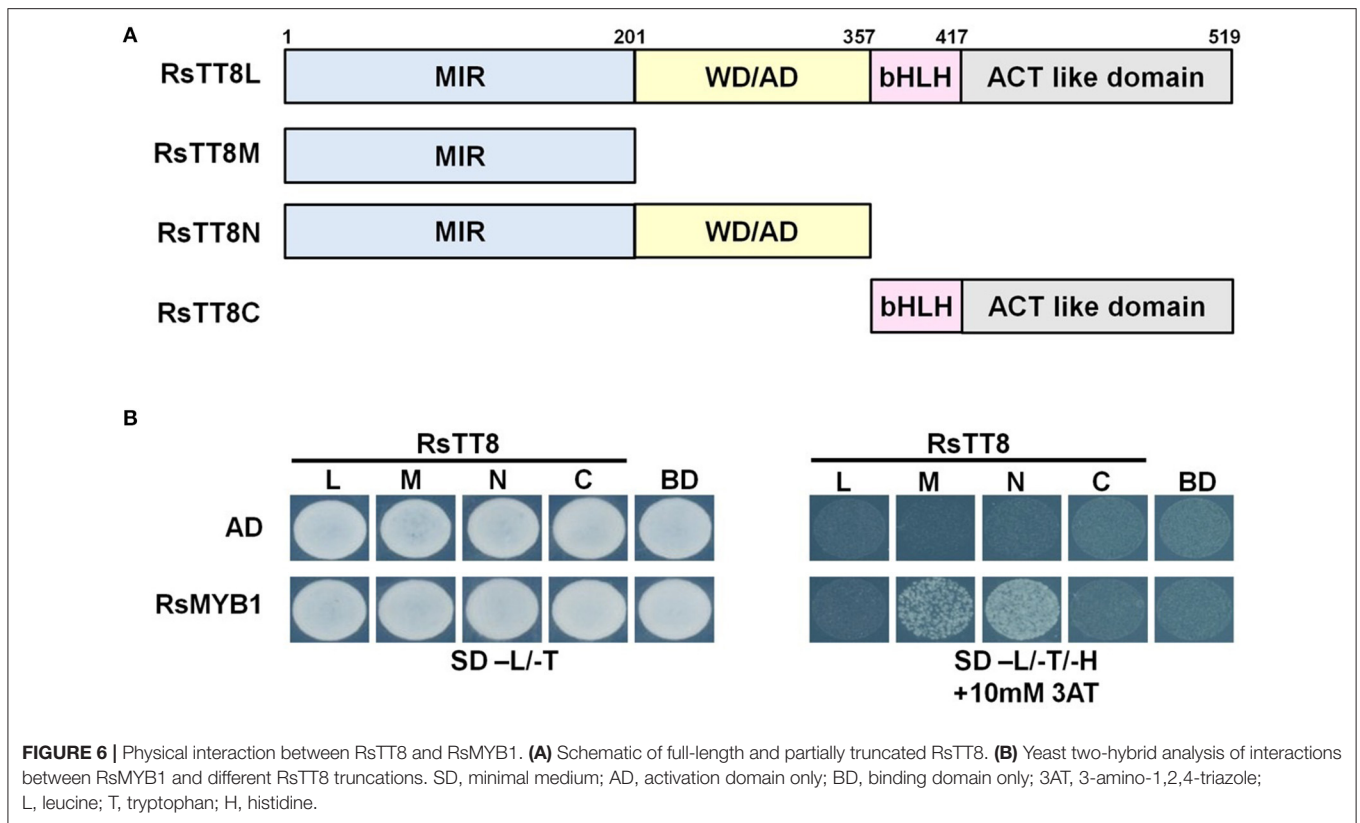 A
1 201 357 417 519
RsTT8L MIR WD/AD bHLH ACT like domain
RsTT8M MIR
RsTT8N MIR WD/AD
RsTT8C bHLH ACT like domain
B
RsTT8 RsTT8
L M N C BD L M N C BD
AD
RsMYB1
SD –L/-T SD –L/-T/-H
+10mM 3AT
FIGURE 6 | Physical interaction between RsTT8 and RsMYB1. (A) Schematic of full-length and partially truncated RsTT8. (B) Yeast two-hybrid analysis of interactions
between RsMYB1 and different RsTT8 truncations. SD, minimal medium; AD, activation domain only; BD, binding domain only; 3AT, 3-amino-1,2,4-triazole;
L, leucine; T, tryptophan; H, histidine.